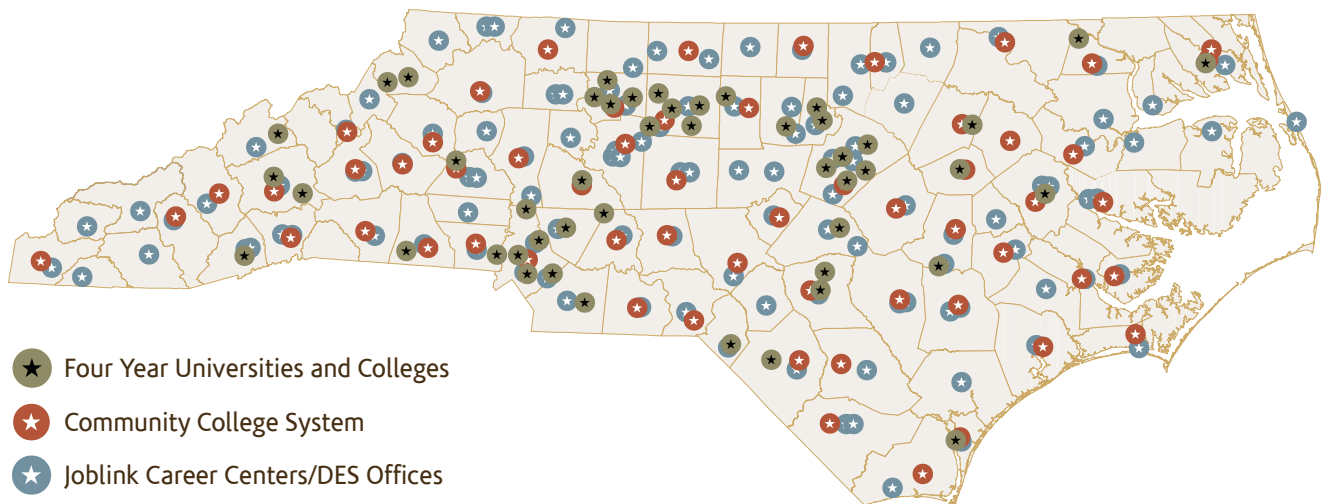 Four Year Universities and Colleges
Community College System
Joblink Career Centers/DES Offices